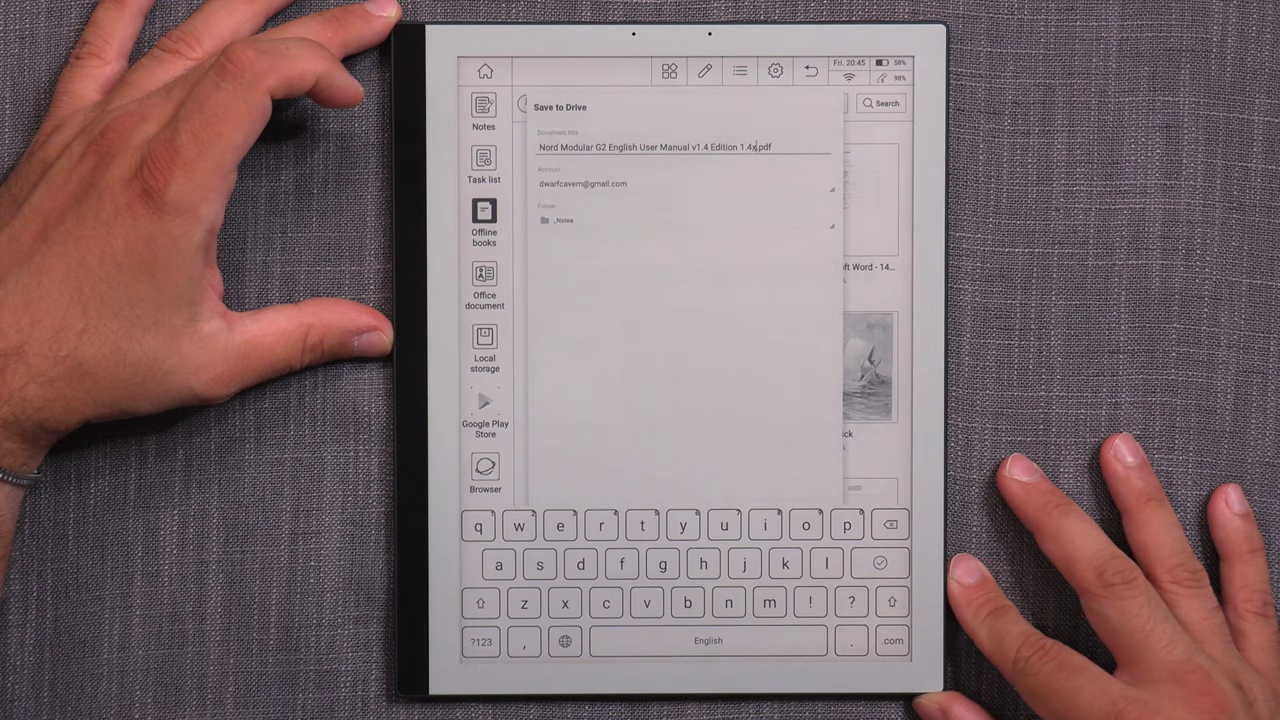 Fri. 20:45
58%
98%
Notes
Task list
Offline
books
Office
document
Local
storage
Google Play
Store
Browser
Save to Drive
Document title
Nord Modular G2 English User Manual v1.4 Edition 1.4x.pdf
Account
dwarfcavern@gmail.com
Folder
_Notes
Search
ft Word - 14...
ick
q w e r t y u i o p
a s d f g h j k l
z x c v b n m ! ?
?123 , English . .com